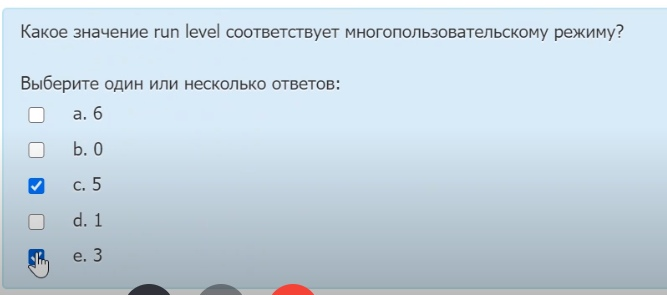 Какое значение run level соответствует многопользовательскому режиму?
Выберите один или несколько ответов:
a. 6
b. 0
c. 5
d. 1
e. 3